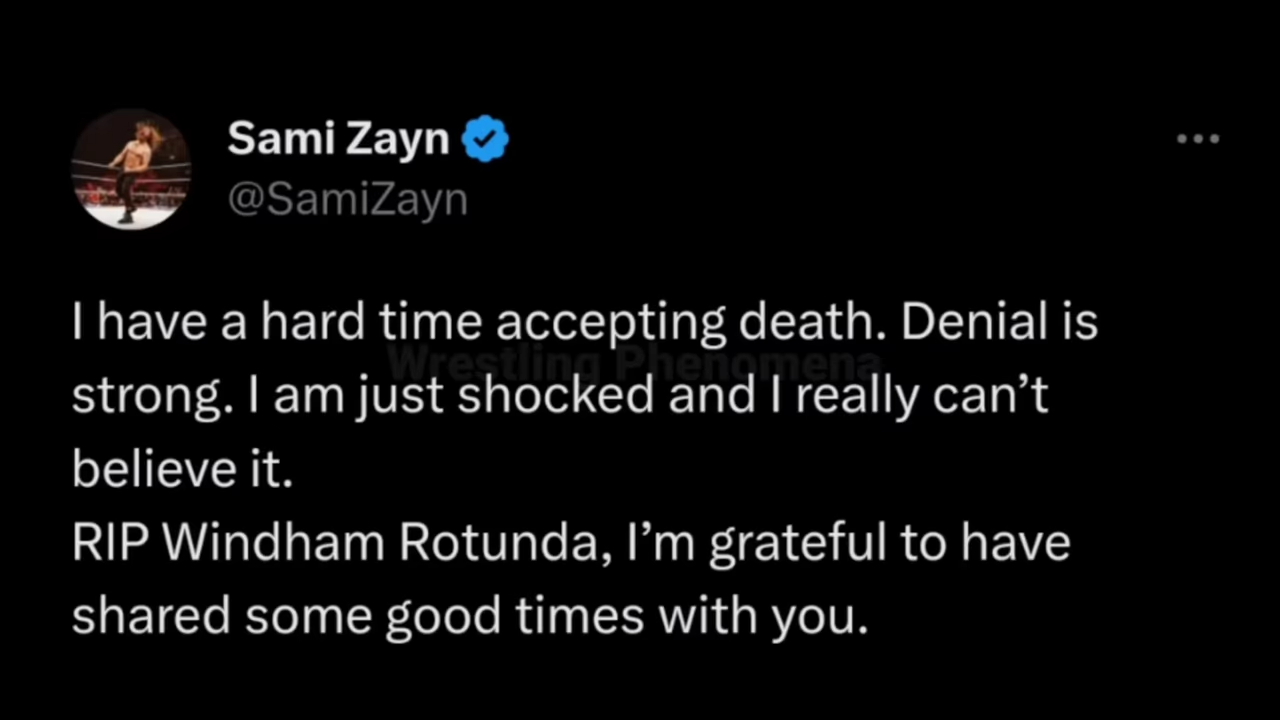 Sami Zayn
@SamiZayn
I have a hard time accepting death. Denial is
Wrestling Phenomena
strong. I am just shocked and I really can’t
believe it.
RIP Windham Rotunda, I’m grateful to have
shared some good times with you.